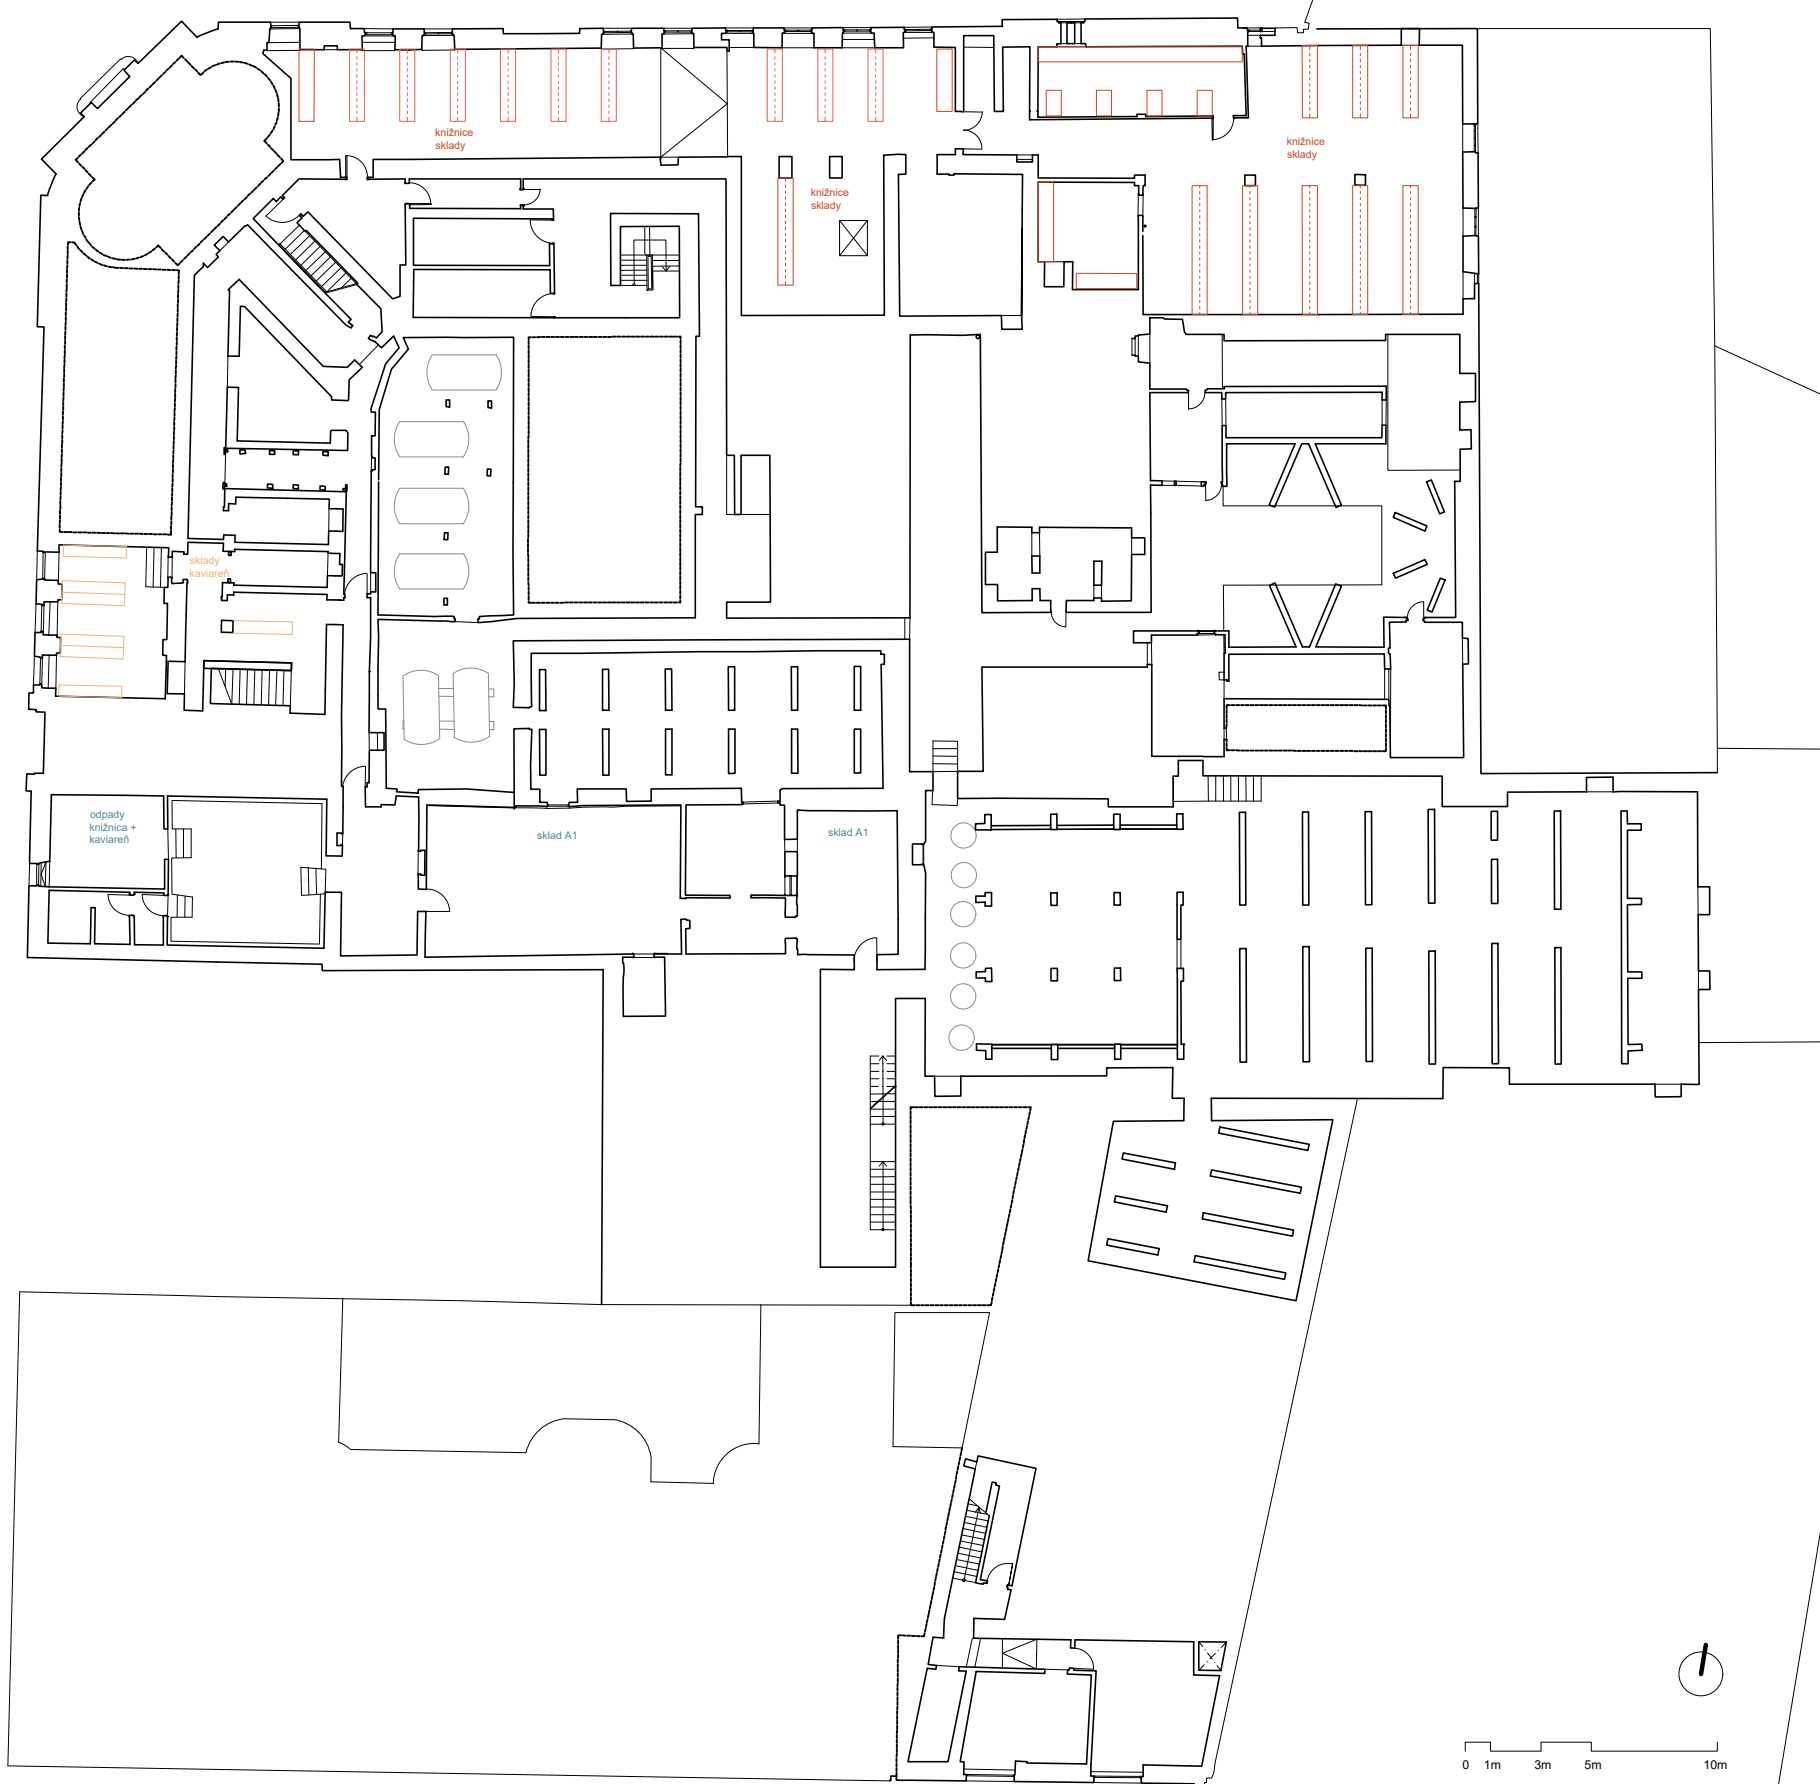 knižnice
sklady
knižnice
sklady
knižnice
sklady
sklady
kaviareň
odpady
knižnica +
kaviareň
sklad A1
sklad A1
0 1m 3m 5m 10m